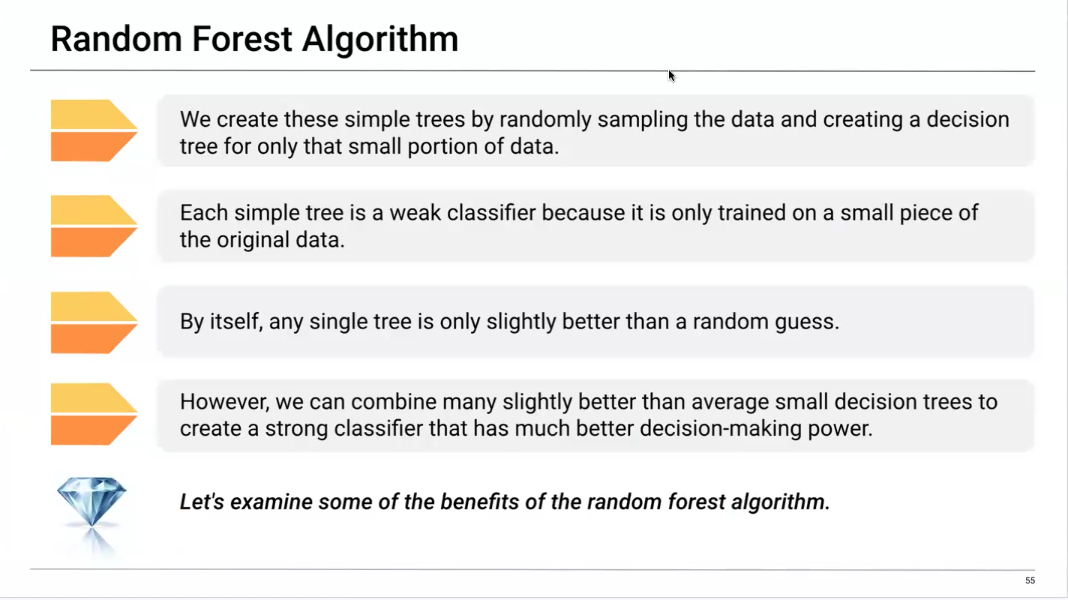 Random Forest Algorithm
We create these simple trees by randomly sampling the data and creating a decision
tree for only that small portion of data.
Each simple tree is a weak classifier because it is only trained on a small piece of
the original data.
By itself, any single tree is only slightly better than a random guess.
However, we can combine many slightly better than average small decision trees to
create a strong classifier that has much better decision-making power.
Let's examine some of the benefits of the random forest algorithm.
55